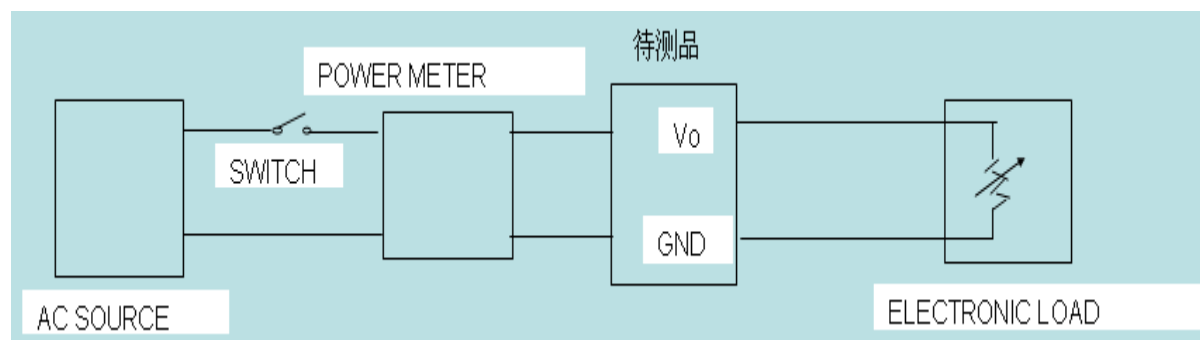 待测品
POWER METER
Vo
SWITCH
GND
AC SOURCE
ELECTRONIC LOAD